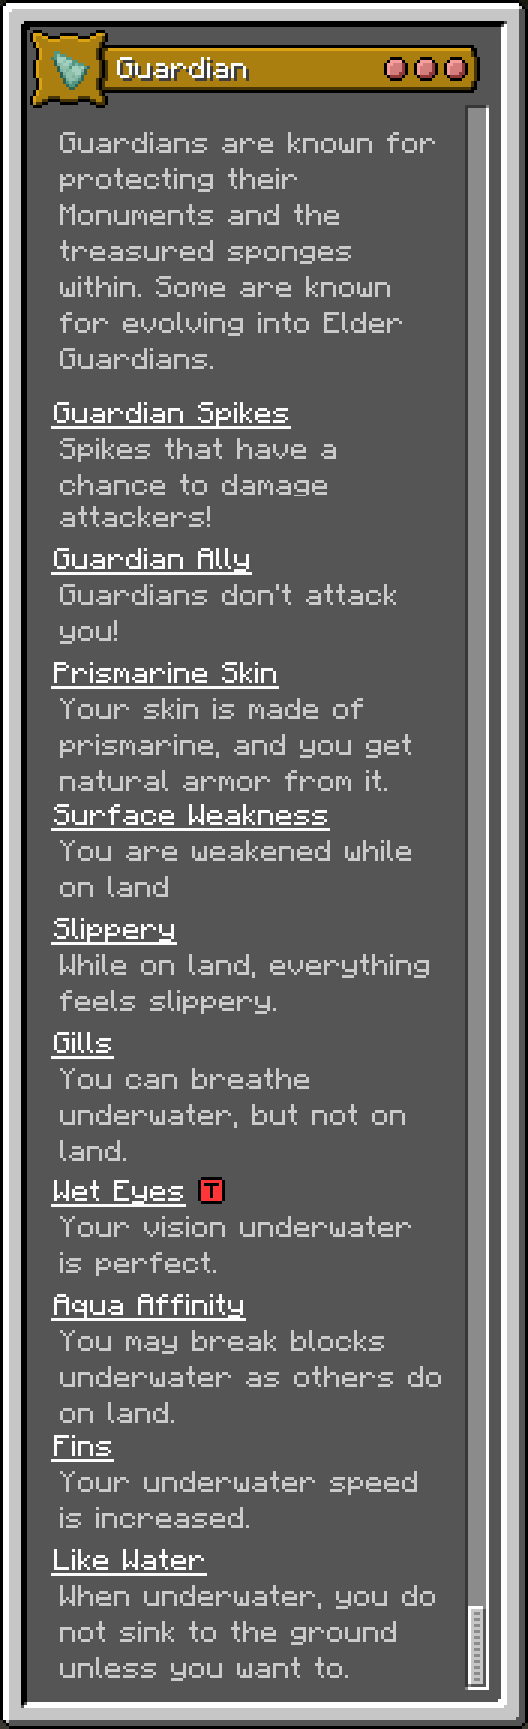 Guardian
Guardians are known for
protecting their
Monuments and the
treasured sponges
within. Some are known
for evolving into Elder
Guardians.
Guardian Spikes
Spikes that have a
chance to damage
attackers!
Guardian Ally
Guardians don't attack
you!
Prismarine Skin
Your skin is made of
prismarine, and you get
natural armor from it.
Surface Weakness
You are weakened while
on land
Slippery
While on land, everything
feels slippery.
Gills
You can breathe
underwater, but not on
land.
Wet Eyes T
Your vision underwater
is perfect.
Aqua Affinity
You may break blocks
underwater as others do
on land.
Fins
Your underwater speed
is increased.
Like Water
When underwater, you do
not sink to the ground
unless you want to.